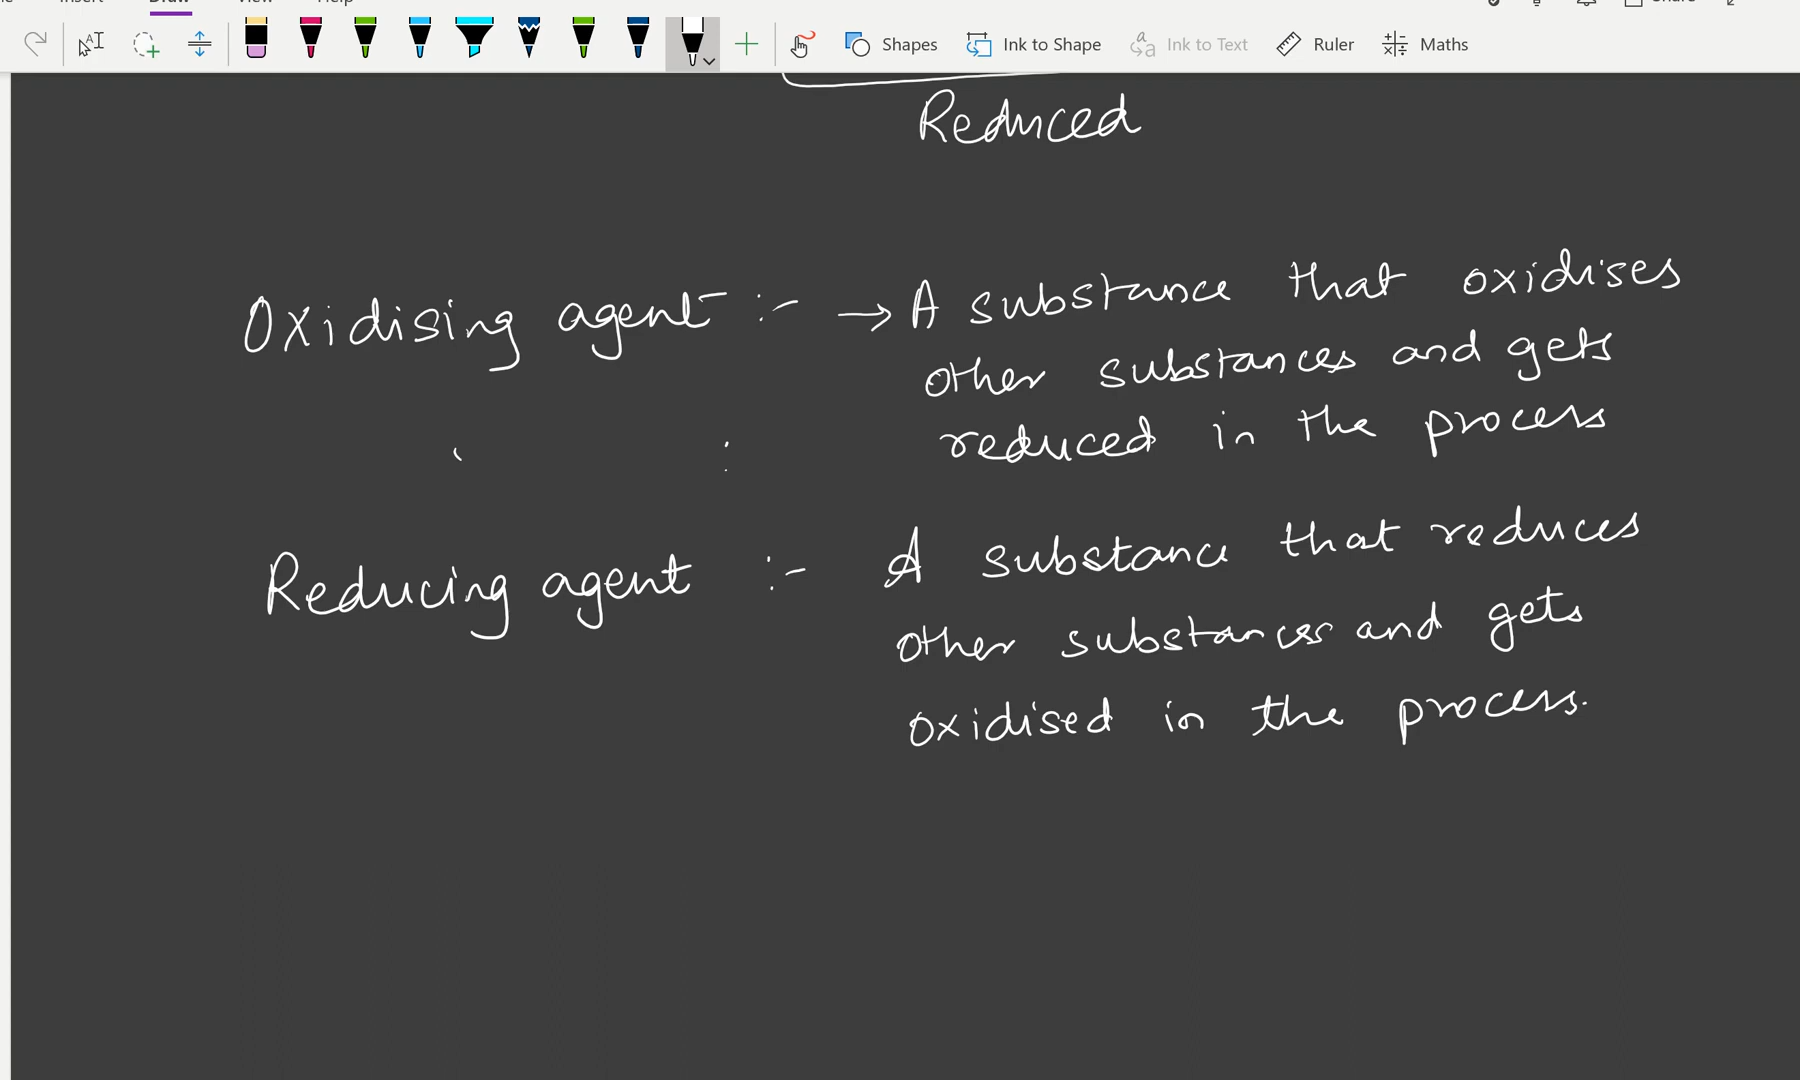 Insert Draw View Help Share
Shapes Ink to Shape Ink to Text Ruler Maths
Reduced
Oxidising agent :- → A substance that oxidises
other substances and gets
reduced in the process
Reducing agent :- A substance that reduces
other substances and gets
oxidised in the process.